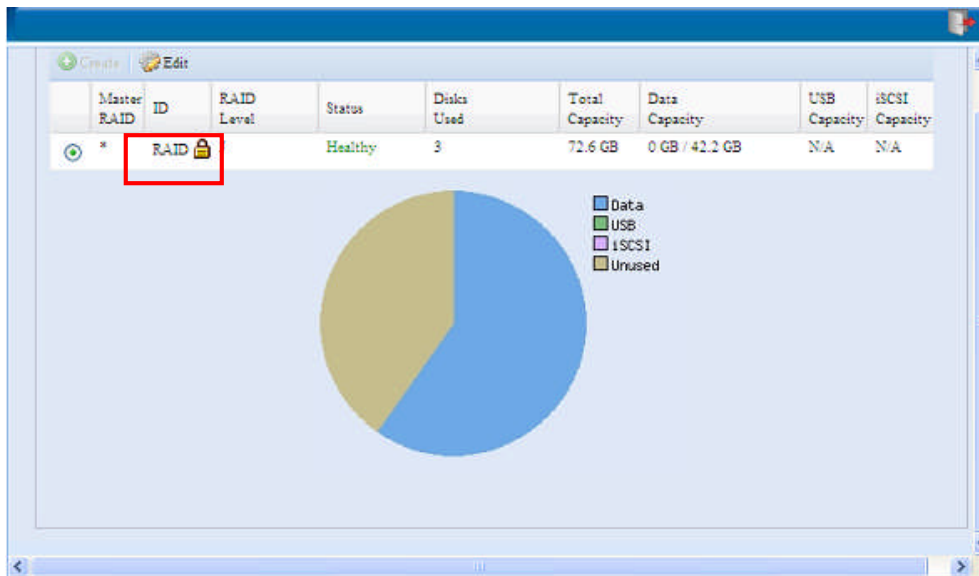 Create Edit
Master RAID ID RAID Level Status Disks Used Total Capacity Data Capacity USB Capacity iSCSI Capacity
* RAID Healthy 3 72.6 GB 0 GB / 42.2 GB N/A N/A
Data
USB
iSCSI
Unused